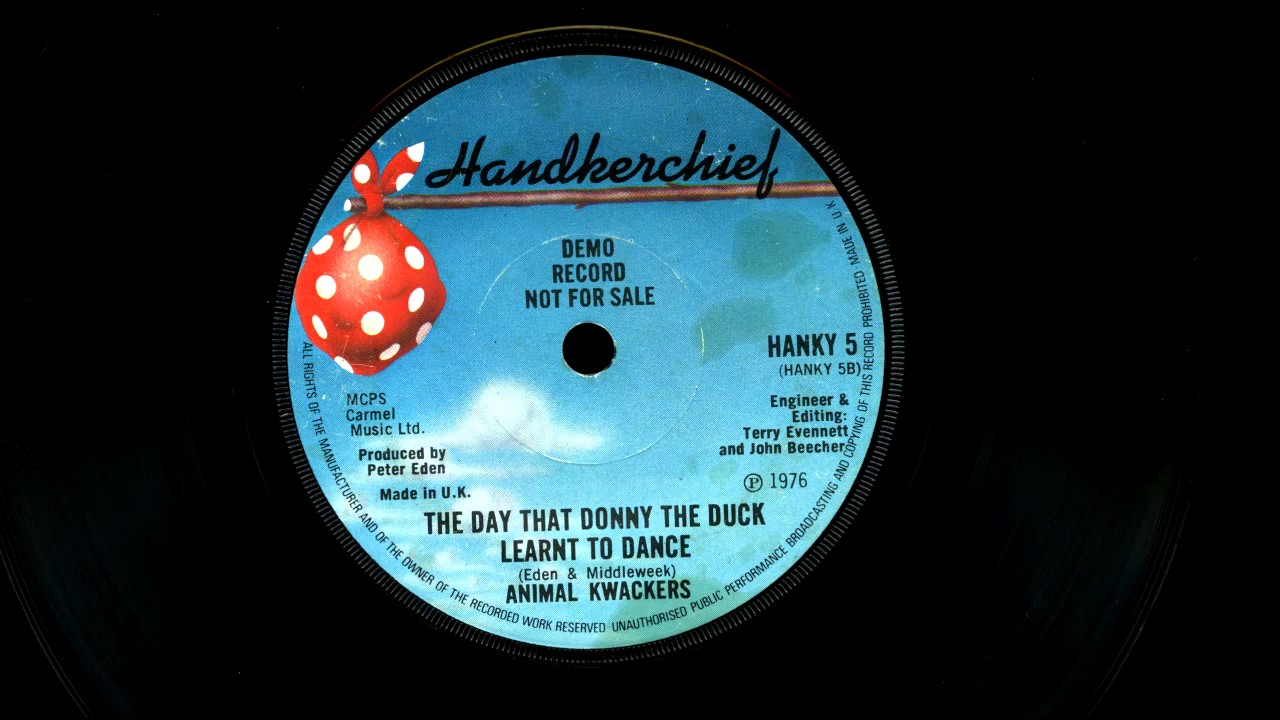 Handkerchief
DEMO
RECORD
NOT FOR SALE
HANKY 5
(HANKY 5B)
MCPS
Carmel
Music Ltd.
Produced by
Peter Eden
Made in U.K.
Engineer &
Editing:
Terry Evennett
and John Beecher
Ⓟ 1976
THE DAY THAT DONNY THE DUCK
LEARNT TO DANCE
(Eden & Middleweek)
ANIMAL KWACKERS
ALL RIGHTS OF THE MANUFACTURER AND OF THE OWNER OF THE RECORDED WORK RESERVED UNAUTHORISED PUBLIC PERFORMANCE BROADCASTING AND COPYING OF THIS RECORD PROHIBITED MADE IN U.K.